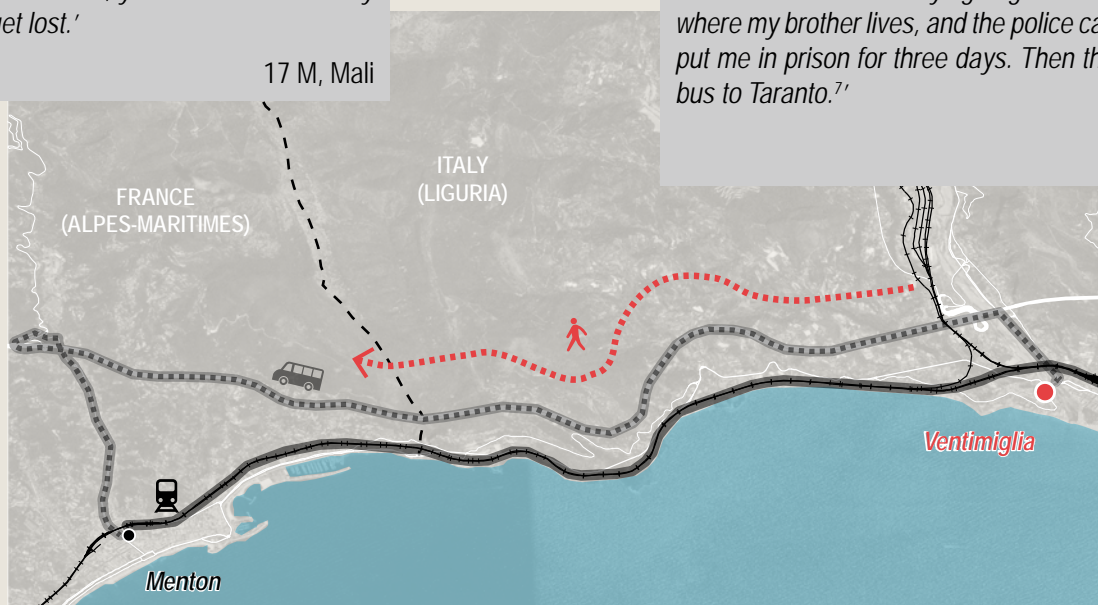 get lost.'
17 M, Mali
where my brother lives, and the police ca
put me in prison for three days. Then th
bus to Taranto.⁷'
FRANCE
(ALPES-MARITIMES)
ITALY
(LIGURIA)
Ventimiglia
Menton